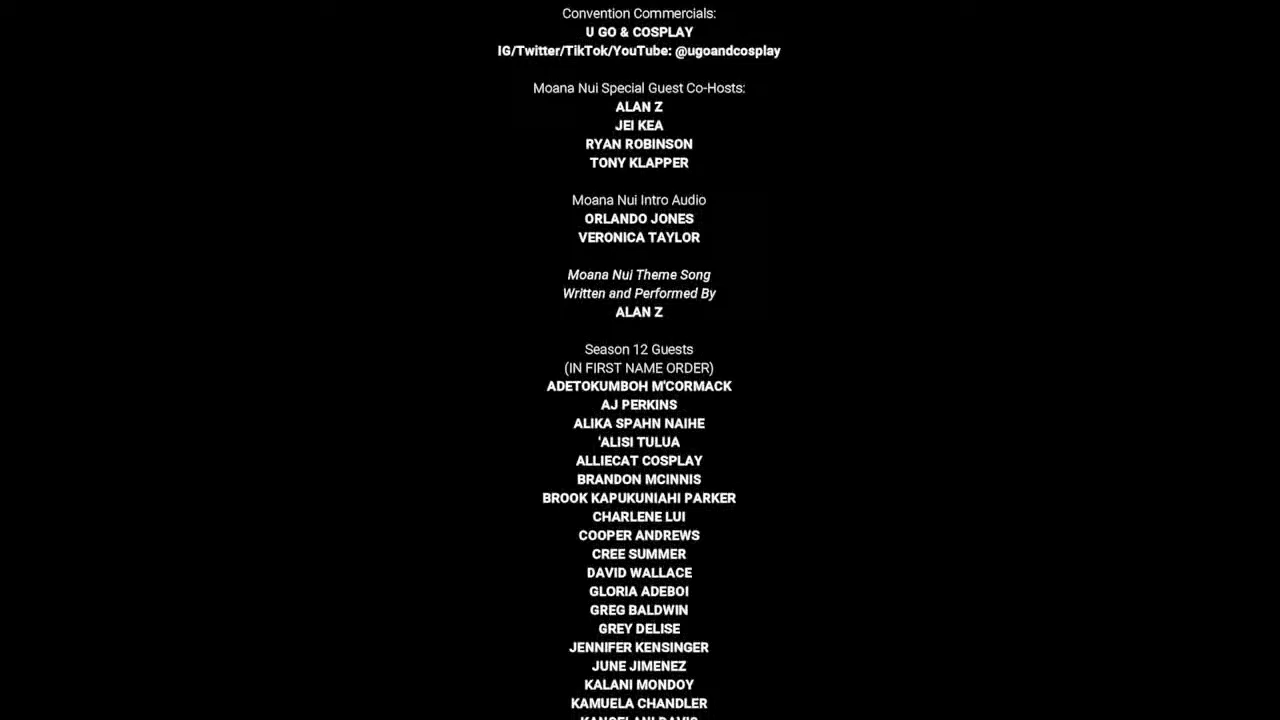 Convention Commercials:
U GO & COSPLAY
IG/Twitter/TikTok/YouTube: @ugoandcosplay
Moana Nui Special Guest Co-Hosts:
ALAN Z
JEI KEA
RYAN ROBINSON
TONY KLAPPER
Moana Nui Intro Audio
ORLANDO JONES
VERONICA TAYLOR
Moana Nui Theme Song
Written and Performed By
ALAN Z
Season 12 Guests
(IN FIRST NAME ORDER)
ADETOKUMBOH M'CORMACK
AJ PERKINS
ALIKA SPAHN NAIHE
'ALISI TULUA
ALLIECAT COSPLAY
BRANDON MCINNIS
BROOK KAPUKUNIAHI PARKER
CHARLENE LUI
COOPER ANDREWS
CREE SUMMER
DAVID WALLACE
GLORIA ADEBOI
GREG BALDWIN
GREY DELISE
JENNIFER KENSINGER
JUNE JIMENEZ
KALANI MONDOY
KAMUELA CHANDLER